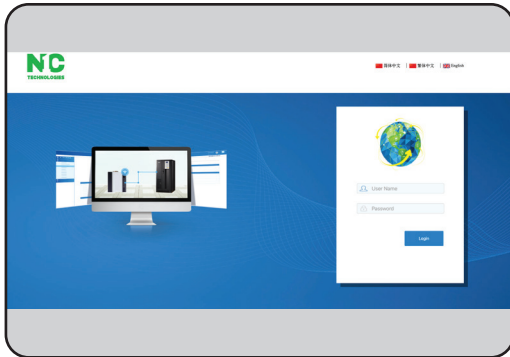 NC
TECHNOLOGIES
简体中文 | 繁体中文 | English
User Name
Password
Login